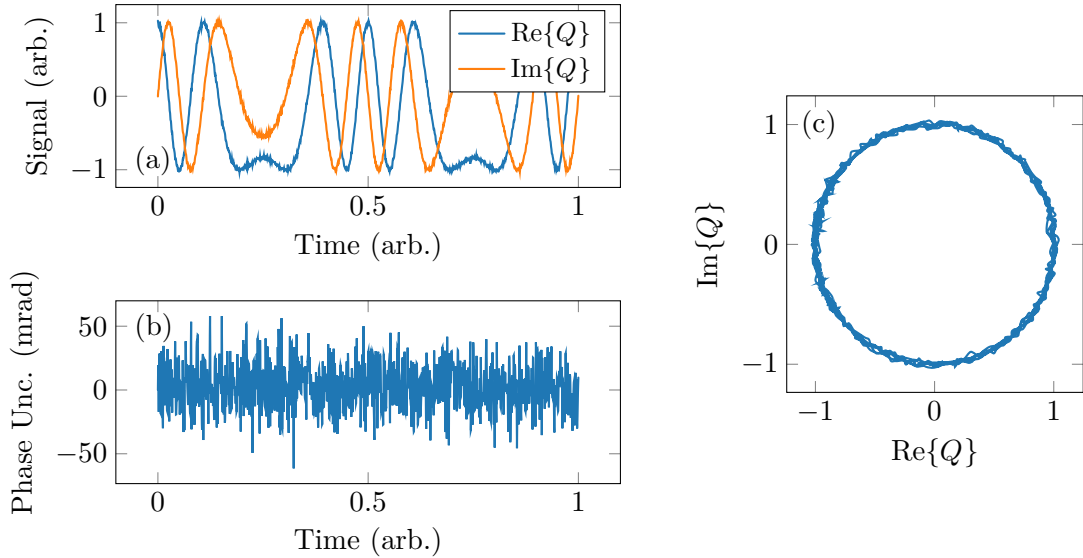 1
0
−1
Signal (arb.)
(a)
Re{Q}
Im{Q}
0
0.5
1
Time (arb.)
50
0
−50
Phase Unc. (mrad)
(b)
0
0.5
1
Time (arb.)
1
0
−1
Im{Q}
(c)
−1
0
1
Re{Q}